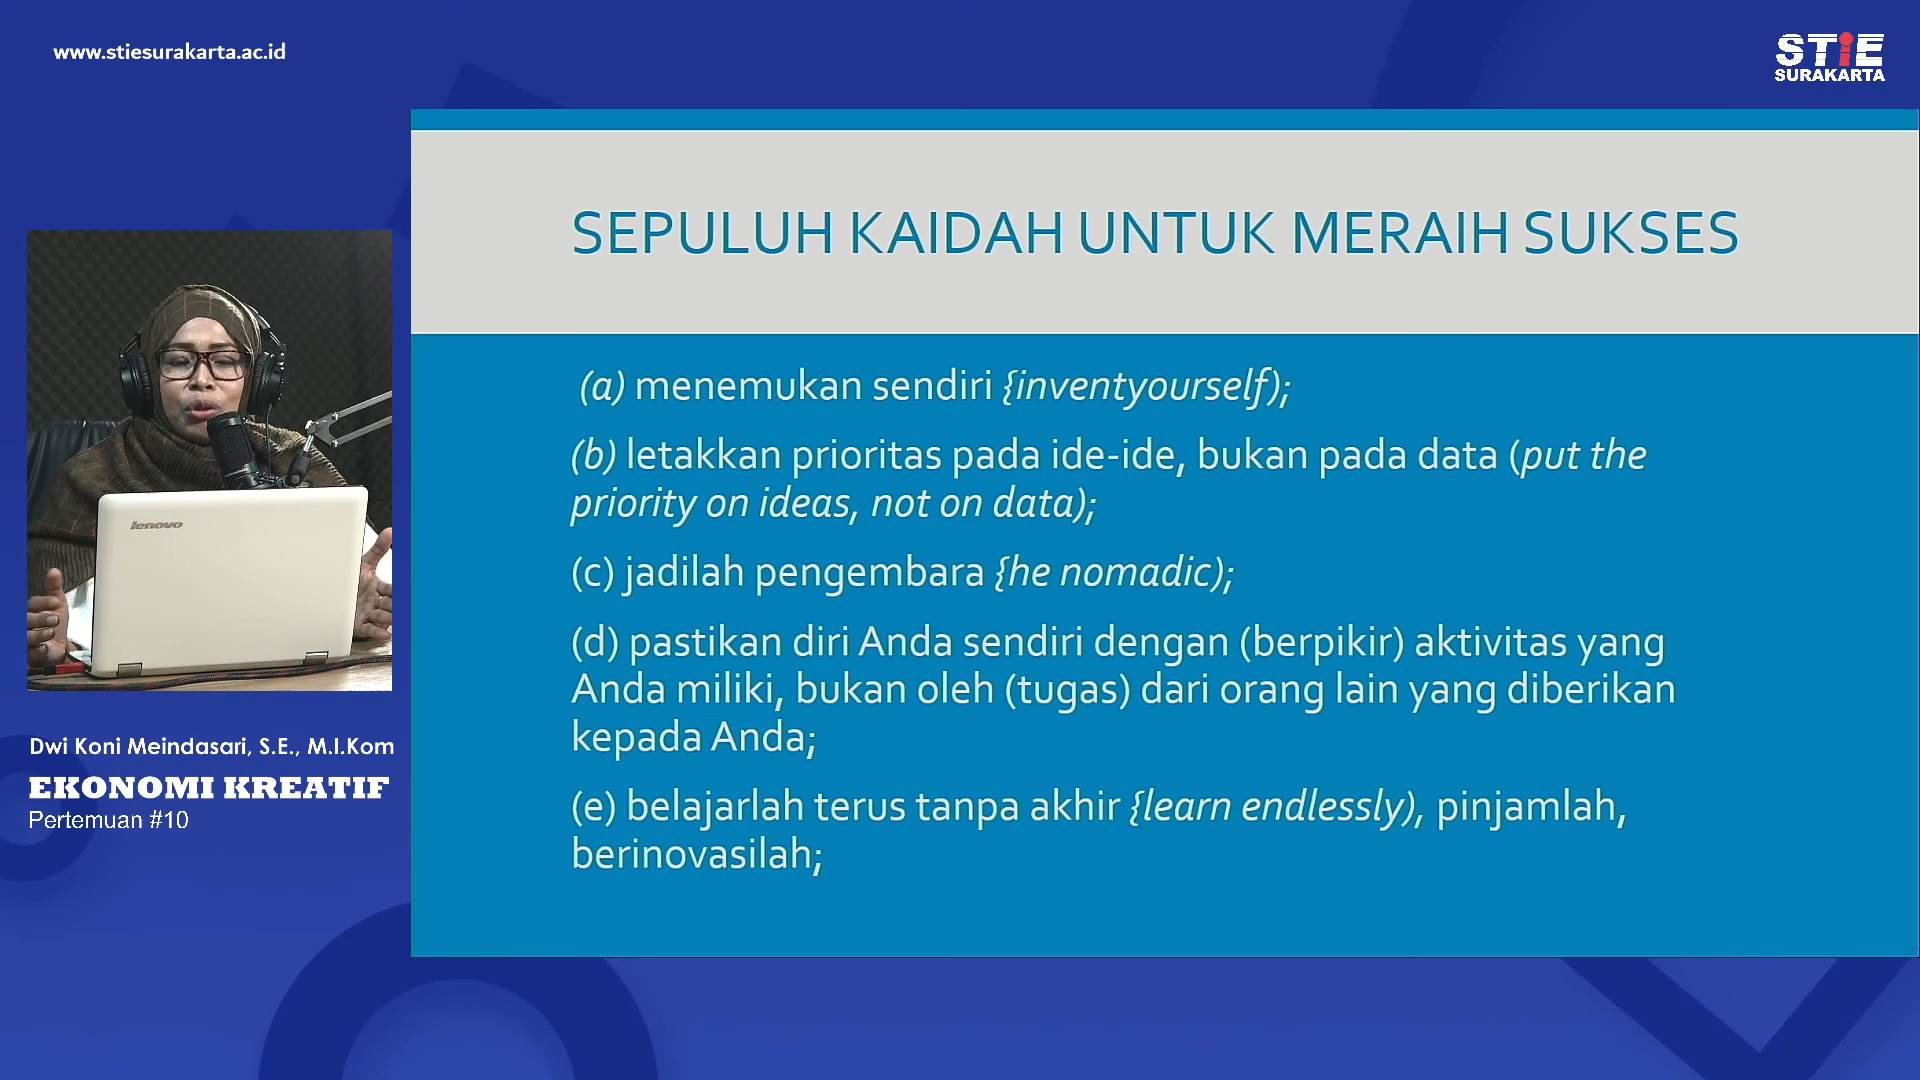 www.stiesurakarta.ac.id
STiE
SURAKARTA
SEPULUH KAIDAH UNTUK MERAIH SUKSES
(a) menemukan sendiri {inventyourself);
(b) letakkan prioritas pada ide-ide, bukan pada data (put the
priority on ideas, not on data);
(c) jadilah pengembara {he nomadic);
(d) pastikan diri Anda sendiri dengan (berpikir) aktivitas yang
Anda miliki, bukan oleh (tugas) dari orang lain yang diberikan
kepada Anda;
(e) belajarlah terus tanpa akhir {learn endlessly), pinjamlah,
berinovasilah;
lenovo
Dwi Koni Meindasari, S.E., M.I.Kom
EKONOMI KREATIF
Pertemuan #10